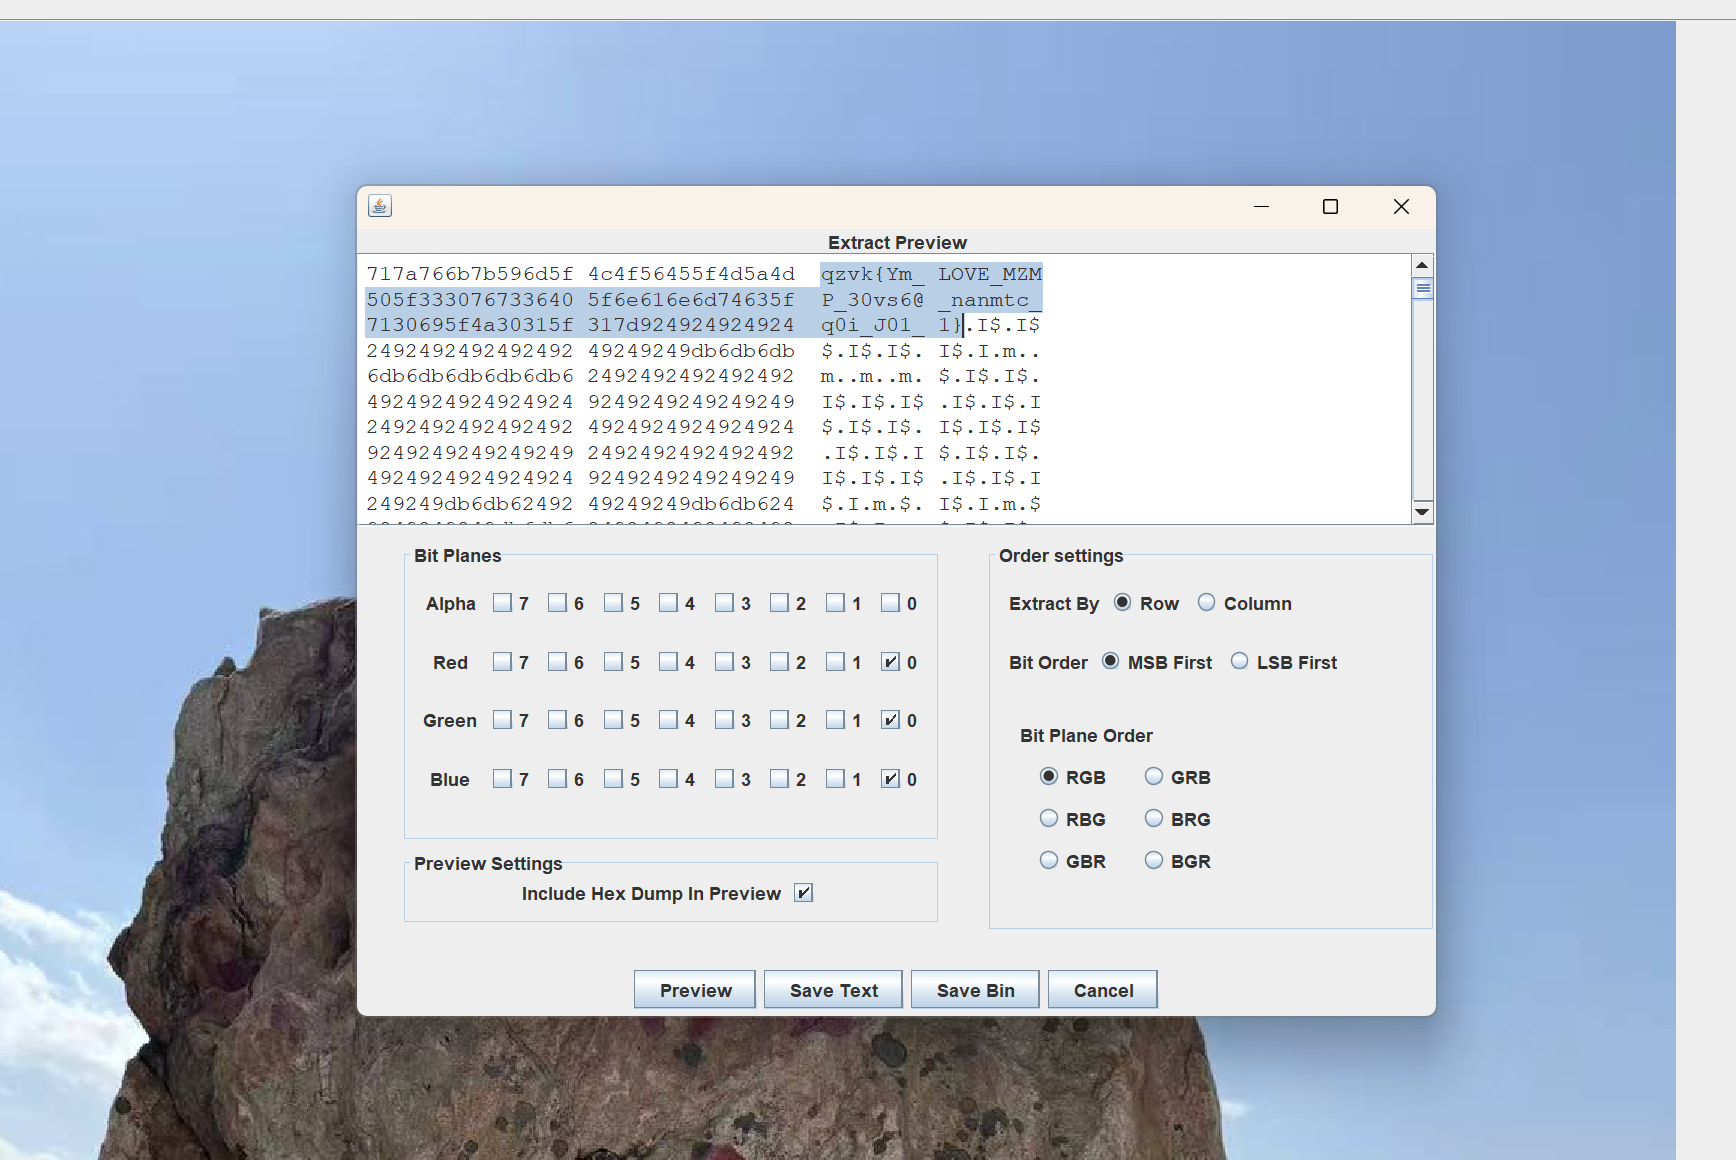 Extract Preview
717a766b7b596d5f 4c4f56455f4d5a4d qzvk{Ym_ LOVE_MZM
505f333076733640 5f6e616e6d74635f P_30vs6@ _nanmtc_
7130695f4a30315f 317d924924924924 q0i_J01_ 1}.I$.I$
2492492492492492 49249249db6db6db $.I$.I$. I$.I.m..
6db6db6db6db6db6 2492492492492492 m..m..m. $.I$.I$.
4924924924924924 9249249249249249 I$.I$.I$ .I$.I$.I
2492492492492492 4924924924924924 $.I$.I$. I$.I$.I$
9249249249249249 2492492492492492 .I$.I$.I $.I$.I$.
4924924924924924 9249249249249249 I$.I$.I$ .I$.I$.I
249249db6db62492 49249249db6db624 $.I.m.$. I$.I.m.$
Bit Planes
Alpha 7 6 5 4 3 2 1 0
Red 7 6 5 4 3 2 1 0
Green 7 6 5 4 3 2 1 0
Blue 7 6 5 4 3 2 1 0
Preview Settings
Include Hex Dump In Preview
Order settings
Extract By Row Column
Bit Order MSB First LSB First
Bit Plane Order
RGB GRB
RBG BRG
GBR BGR
Preview Save Text Save Bin Cancel